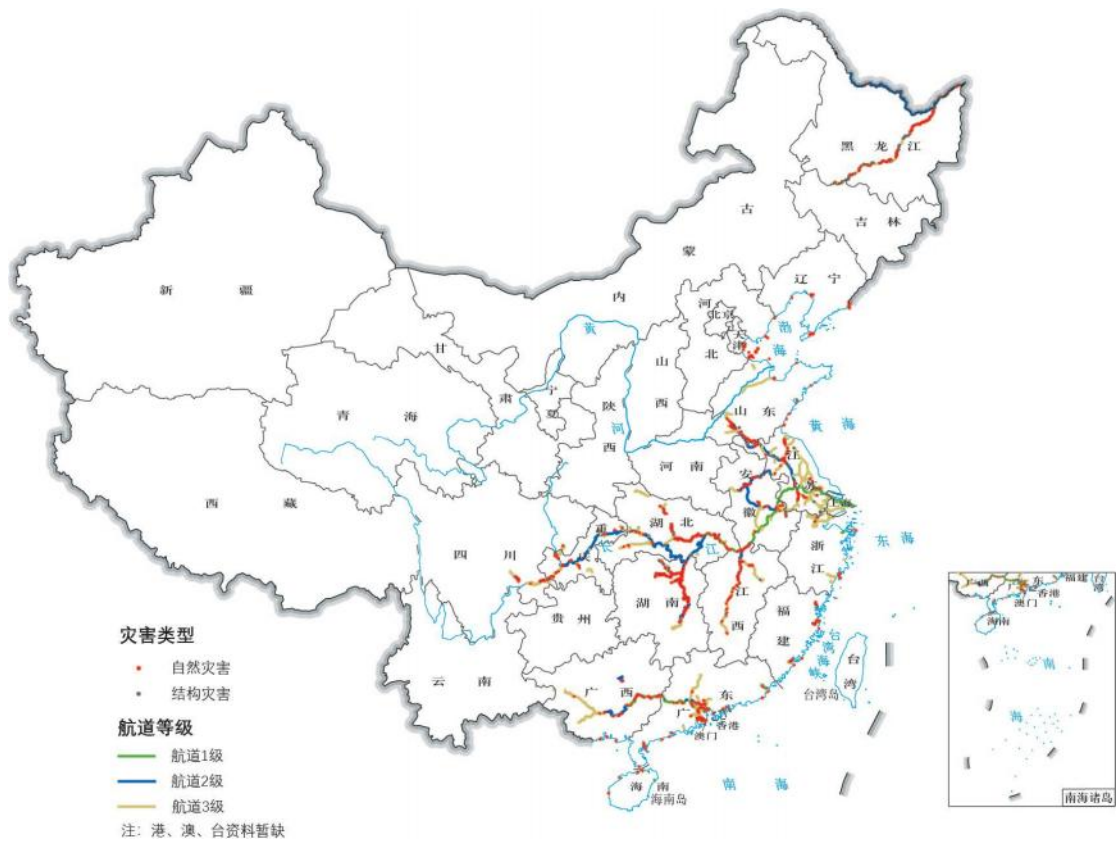 黑龙江
吉林
辽宁
内蒙古
新疆
甘肃
青海
西藏
宁夏
陕西
山西
河北
北京
天津
山东
河南
江苏
安徽
上海
湖北
重庆
四川
浙江
江西
湖南
贵州
云南
福建
台湾
广西
广东
香港
澳门
海南
海南岛
台湾岛
台湾海峡
渤海
黄海
东海
南海
黄河
长江
灾害类型
自然灾害
结构灾害
航道等级
航道1级
航道2级
航道3级
注：港、澳、台资料暂缺
广西
广东
福建
台湾
香港
澳门
海南
南海
南海诸岛